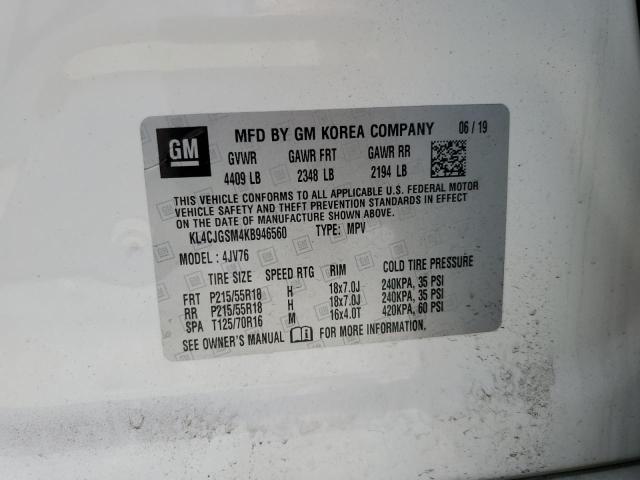 GM
MFD BY GM KOREA COMPANY 06 / 19
GVWR GAWR FRT GAWR RR
4409 LB 2348 LB 2194 LB
THIS VEHICLE CONFORMS TO ALL APPLICABLE U.S. FEDERAL MOTOR
VEHICLE SAFETY AND THEFT PREVENTION STANDARDS IN EFFECT
ON THE DATE OF MANUFACTURE SHOWN ABOVE.
KL4CJGSM4KB946560 TYPE: MPV
MODEL : 4JV76
TIRE SIZE SPEED RTG RIM COLD TIRE PRESSURE
FRT P215/55R18 H 18x7.0J 240KPA, 35 PSI
RR P215/55R18 H 18x7.0J 240KPA, 35 PSI
SPA T125/70R16 M 16x4.0T 420KPA, 60 PSI
SEE OWNER'S MANUAL FOR MORE INFORMATION.